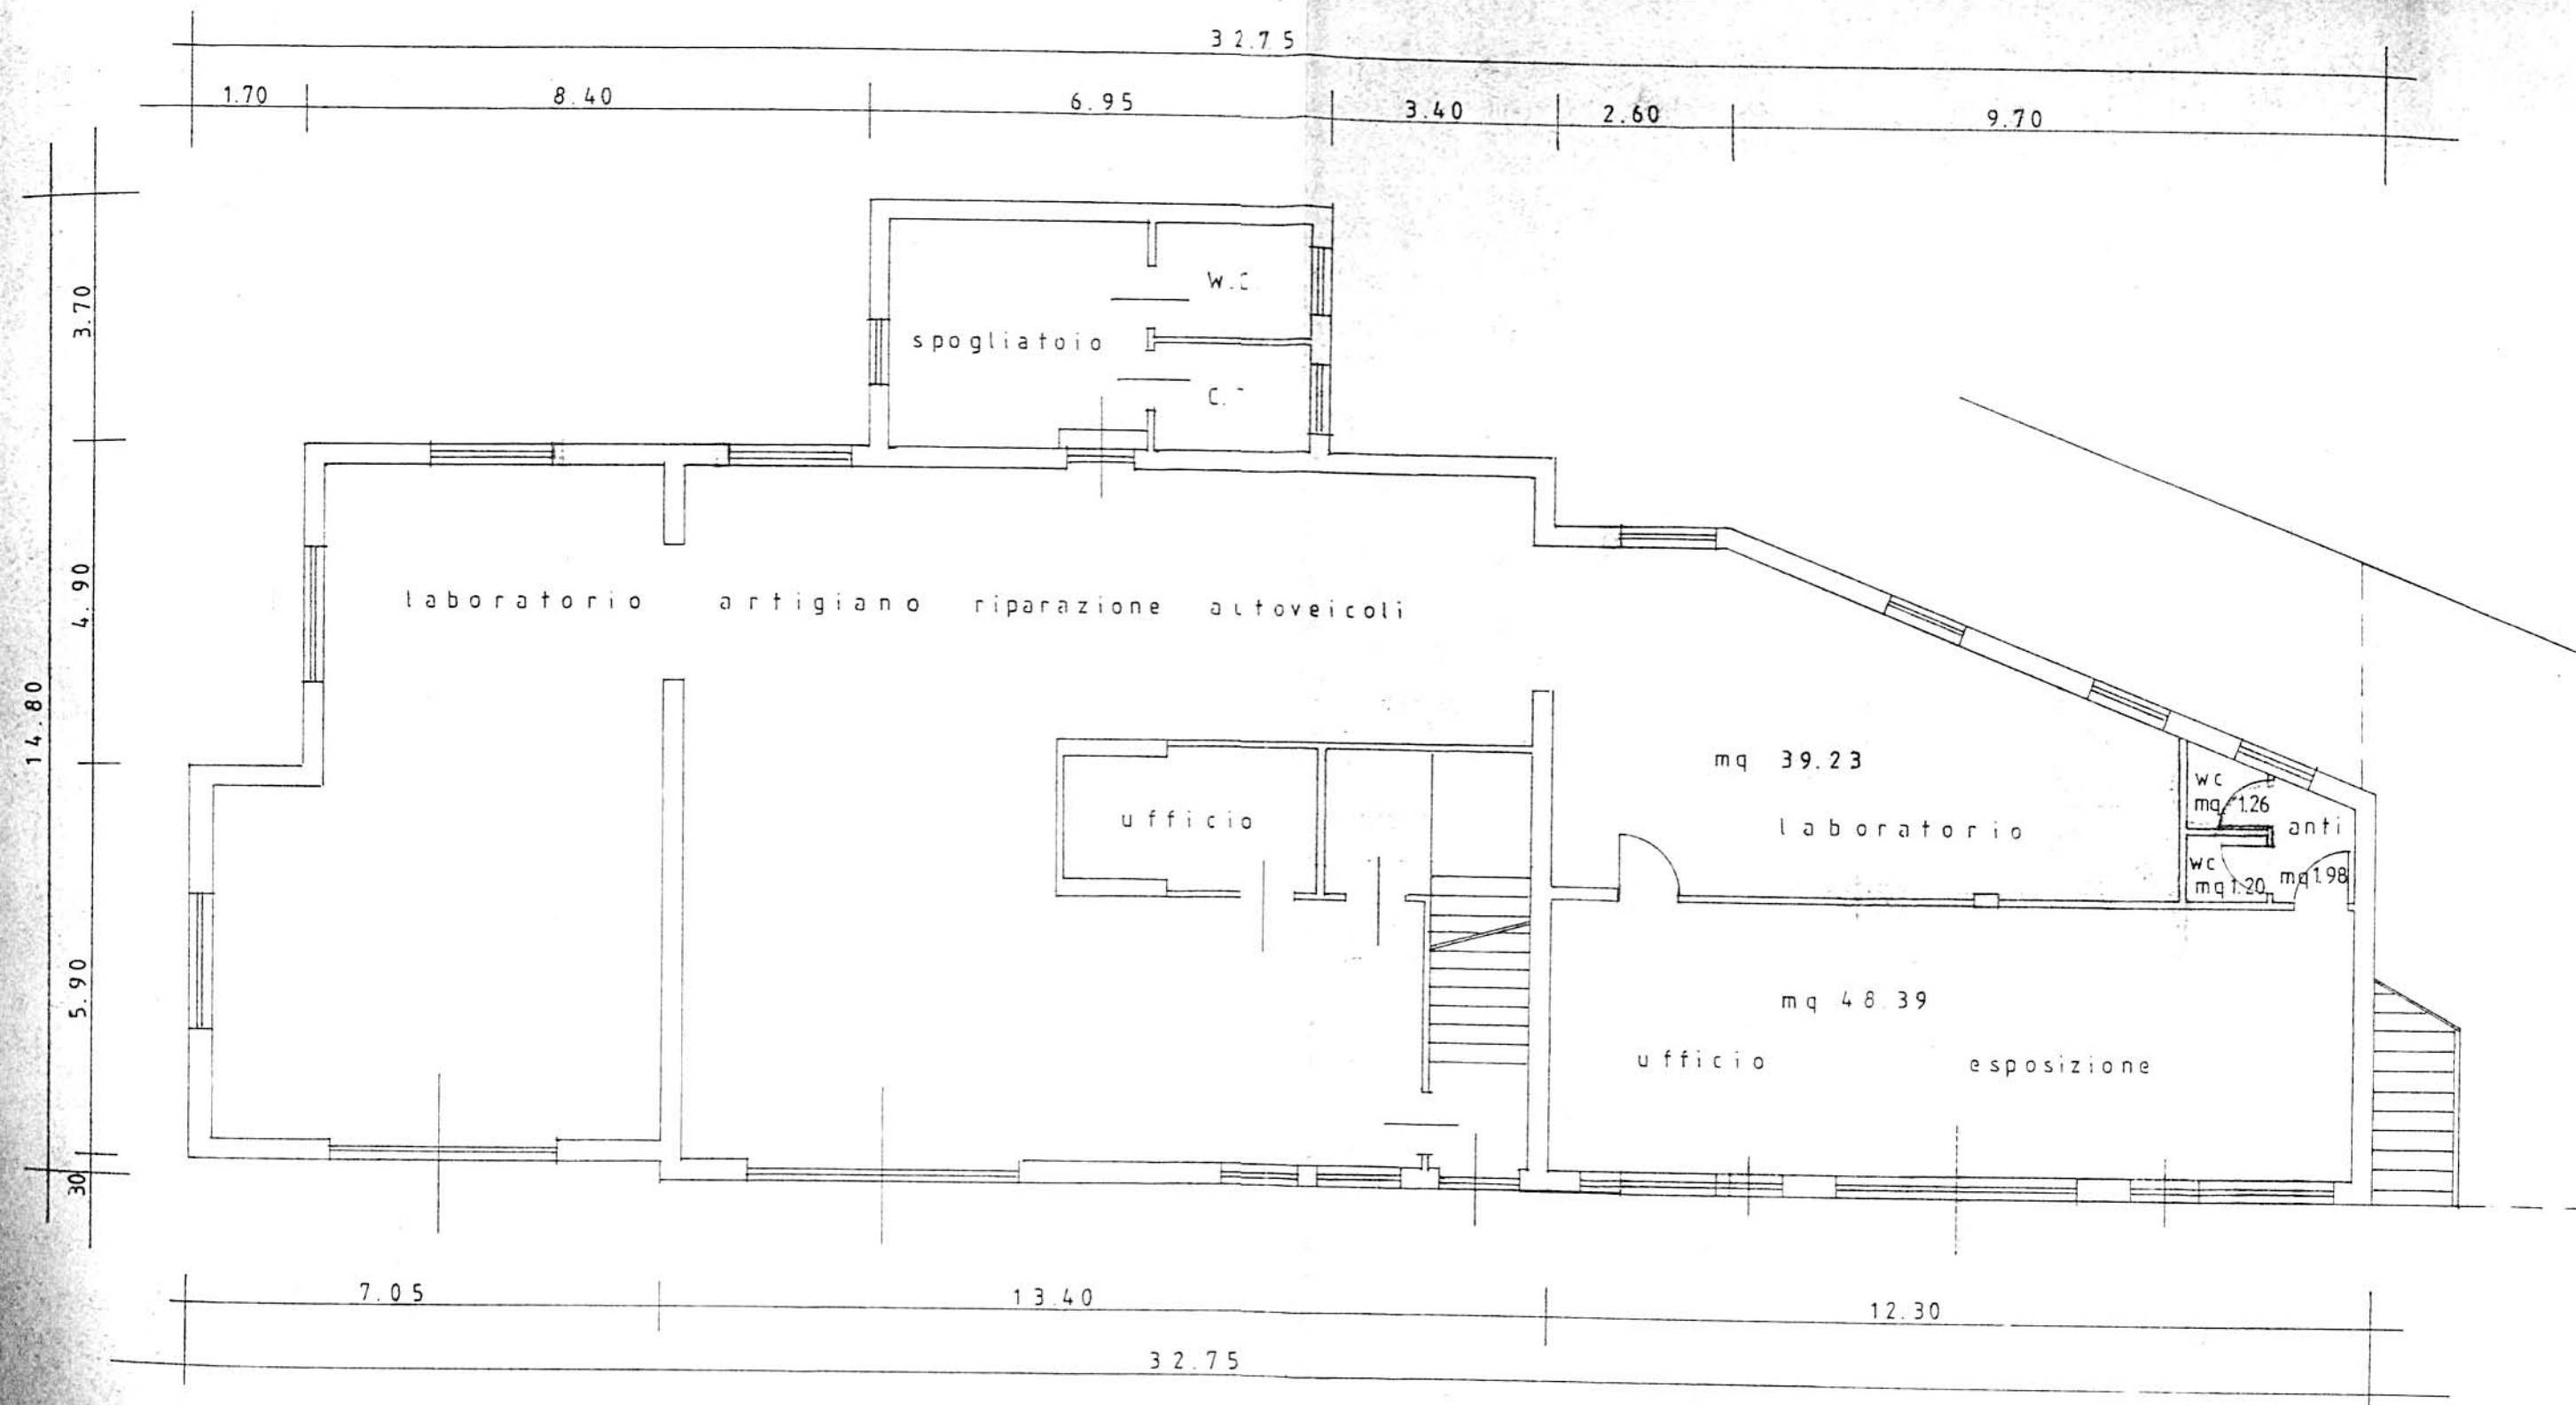 32.75
1.70 8.40 6.95 3.40 2.60 9.70
3.70
4.90
14.80
5.90
30
spogliatoio
W.C.
C.
laboratorio artigiano riparazione autoveicoli
ufficio
mq 39.23
laboratorio
wc
mq 1.26
anti
wc
mq 1.20
mq 1.98
mq 48.39
ufficio esposizione
7.05 13.40 12.30
32.75